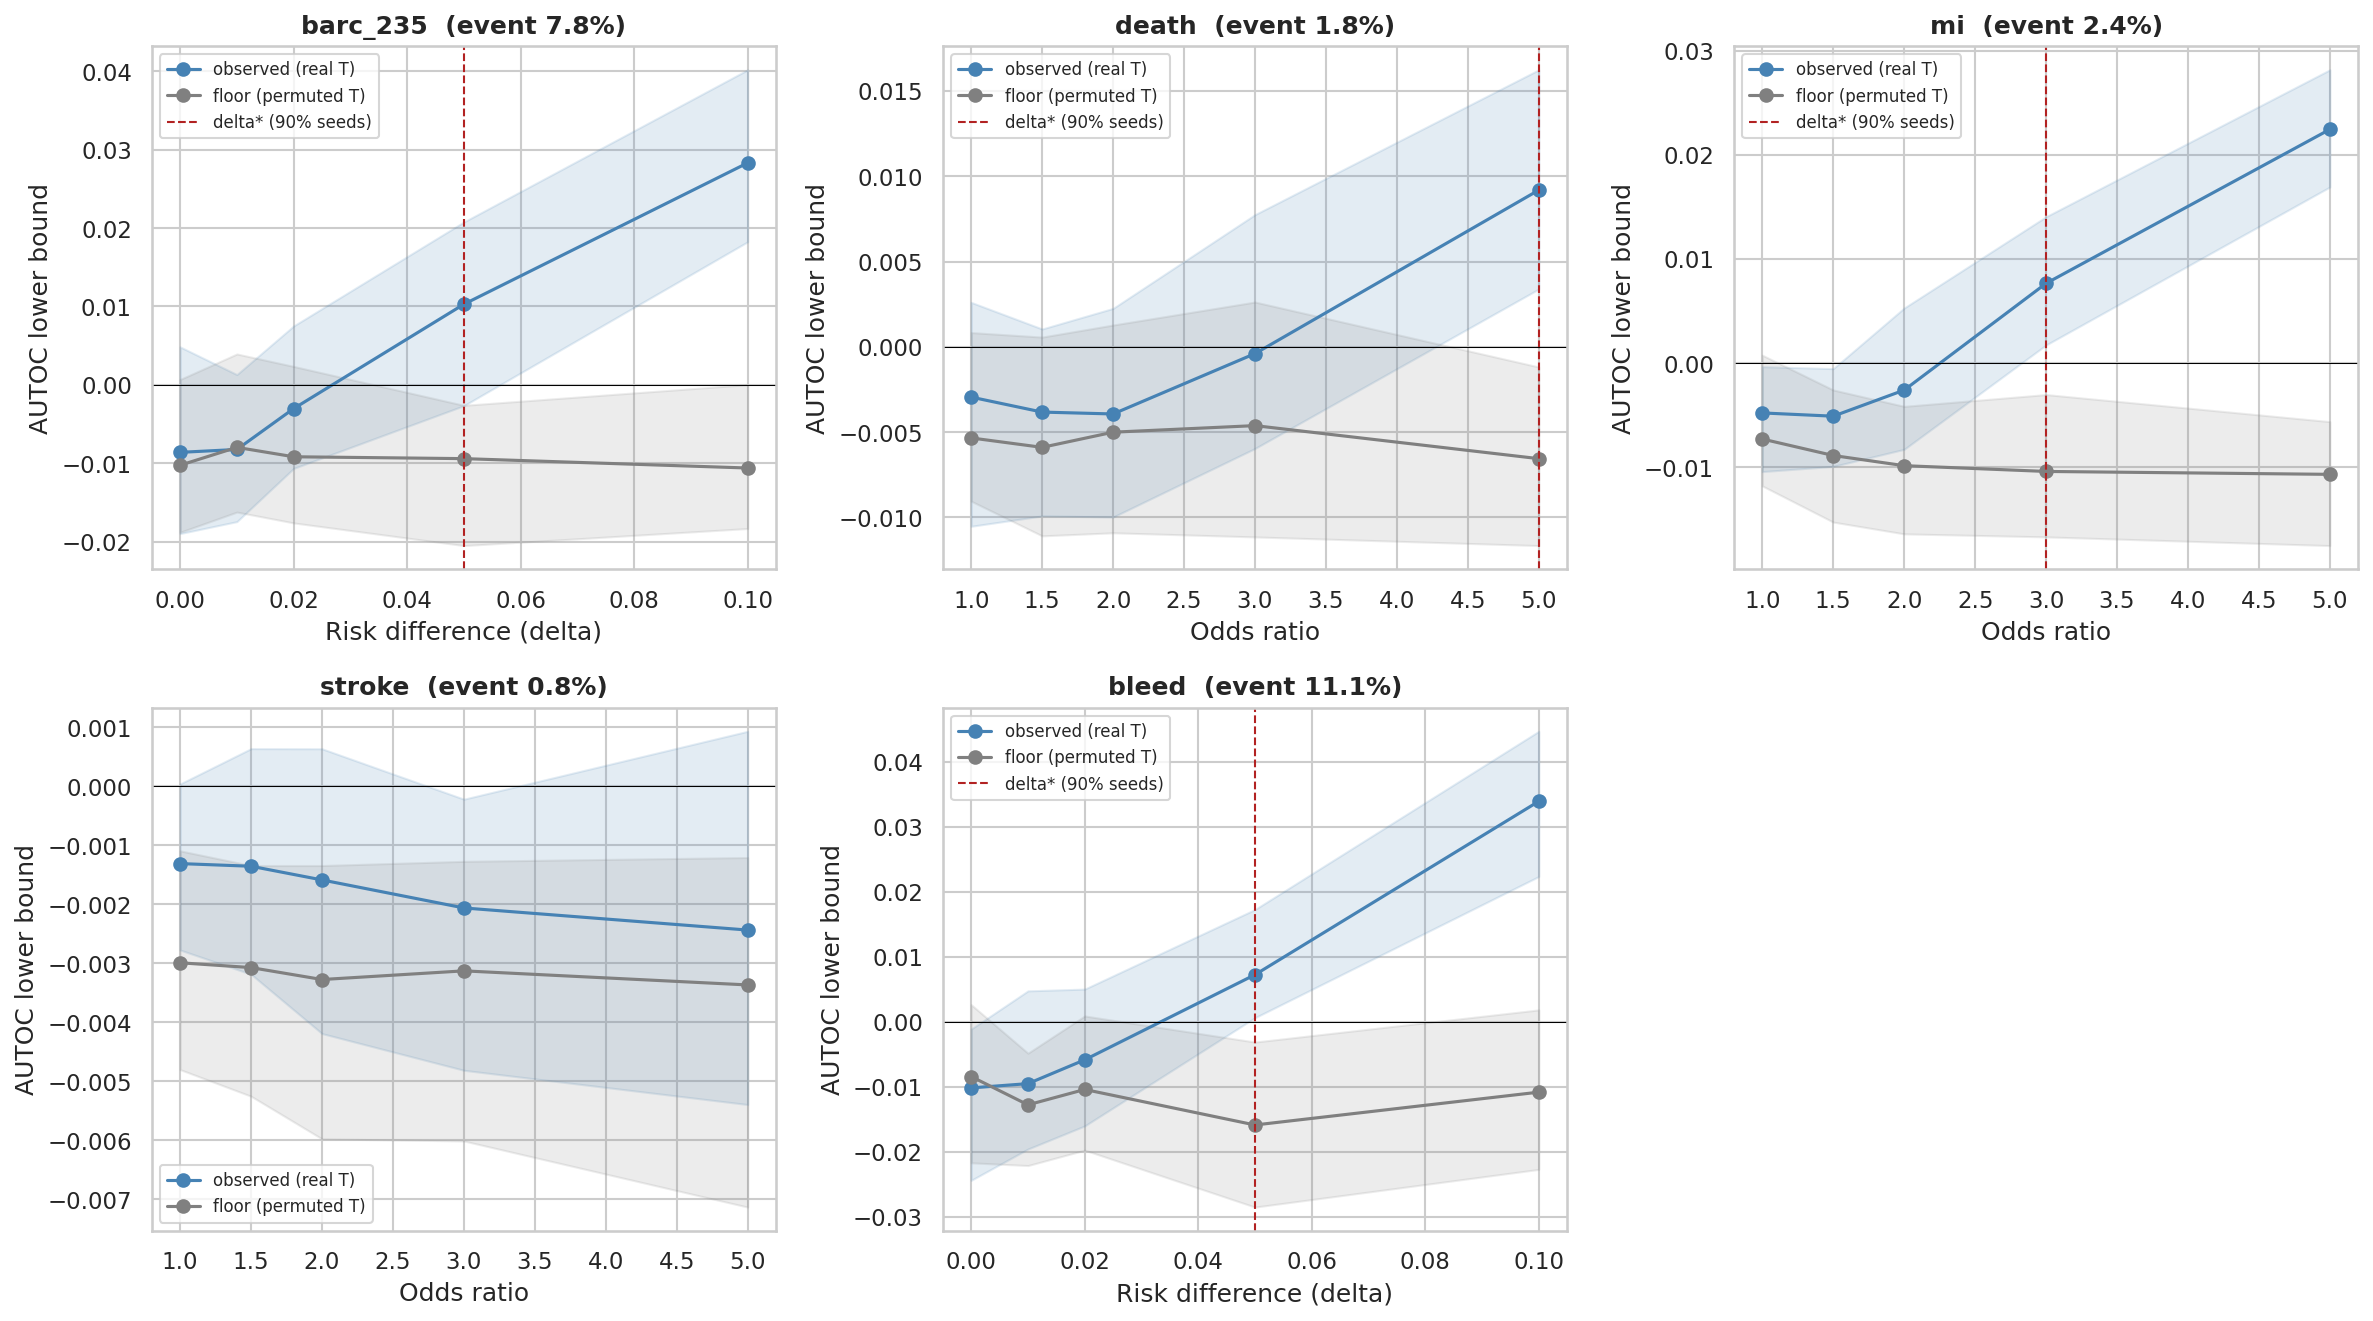 barc_235  (event 7.8%)
observed (real T)
floor (permuted T)
delta* (90% seeds)
AUTOC lower bound
0.04
0.03
0.02
0.01
0.00
−0.01
−0.02
0.00 0.02 0.04 0.06 0.08 0.10
Risk difference (delta)
death  (event 1.8%)
observed (real T)
floor (permuted T)
delta* (90% seeds)
AUTOC lower bound
0.015
0.010
0.005
0.000
−0.005
−0.010
1.0 1.5 2.0 2.5 3.0 3.5 4.0 4.5 5.0
Odds ratio
mi  (event 2.4%)
observed (real T)
floor (permuted T)
delta* (90% seeds)
AUTOC lower bound
0.03
0.02
0.01
0.00
−0.01
1.0 1.5 2.0 2.5 3.0 3.5 4.0 4.5 5.0
Odds ratio
stroke  (event 0.8%)
AUTOC lower bound
0.001
0.000
−0.001
−0.002
−0.003
−0.004
−0.005
−0.006
−0.007
observed (real T)
floor (permuted T)
1.0 1.5 2.0 2.5 3.0 3.5 4.0 4.5 5.0
Odds ratio
bleed  (event 11.1%)
observed (real T)
floor (permuted T)
delta* (90% seeds)
AUTOC lower bound
0.04
0.03
0.02
0.01
0.00
−0.01
−0.02
−0.03
0.00 0.02 0.04 0.06 0.08 0.10
Risk difference (delta)